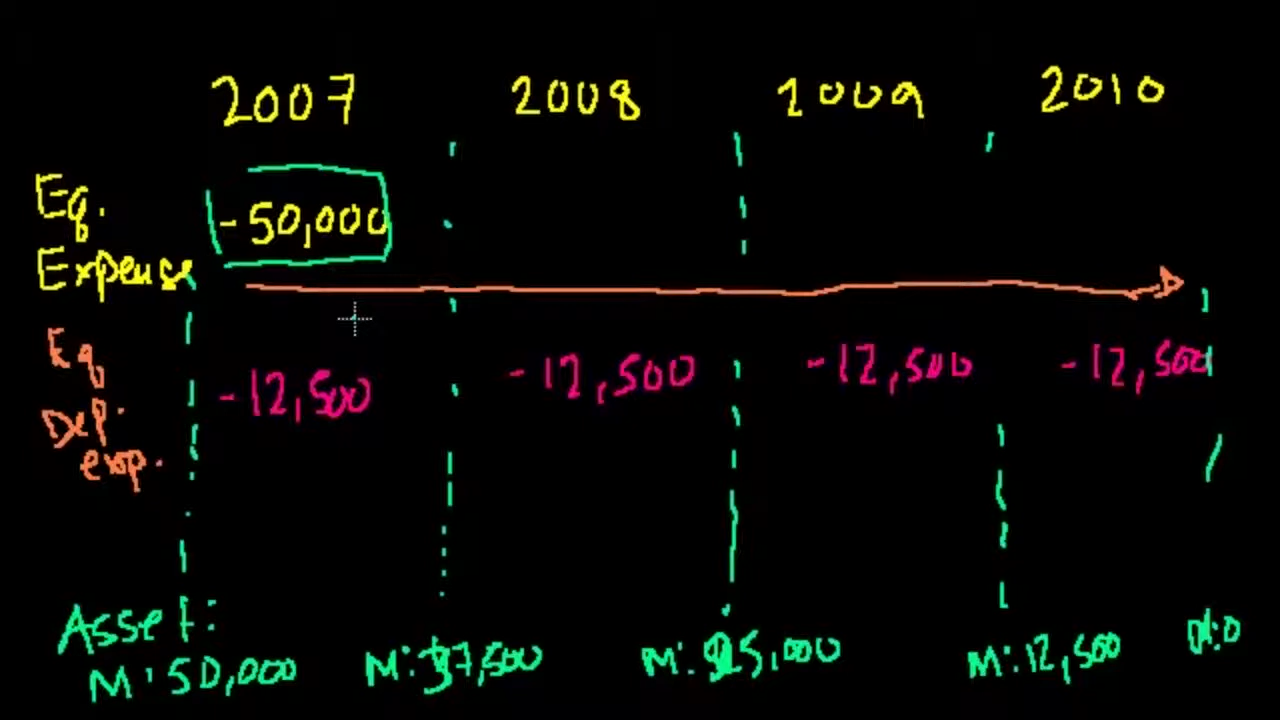 2007 2008 2009 2010
Eq. -50,000
Expense
Eq -12,500 -12,500 -12,500 -12,500
Dep.
exp.
Asset:
M: 50,000 M: 37,500 M: 25,000 M: 12,500 M: 0